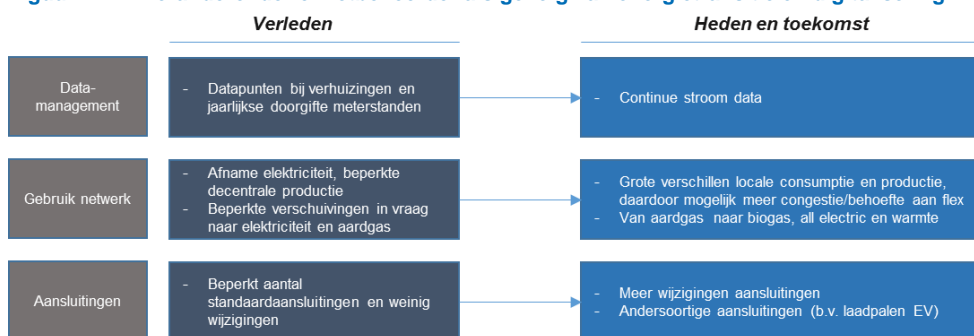 Verleden
Heden en toekomst
Data-
management
- Datapunten bij verhuizingen en
jaarlijkse doorgifte meterstanden
- Continue stroom data
Gebruik netwerk
- Afname elektriciteit, beperkte
decentrale productie
- Beperkte verschuivingen in vraag
naar elektriciteit en aardgas
- Grote verschillen locale consumptie en productie,
daardoor mogelijk meer congestie/behoefte aan flex
- Van aardgas naar biogas, all electric en warmte
Aansluitingen
- Beperkt aantal
standaardaansluitingen en weinig
wijzigingen
- Meer wijzigingen aansluitingen
- Andersoortige aansluitingen (b.v. laadpalen EV)